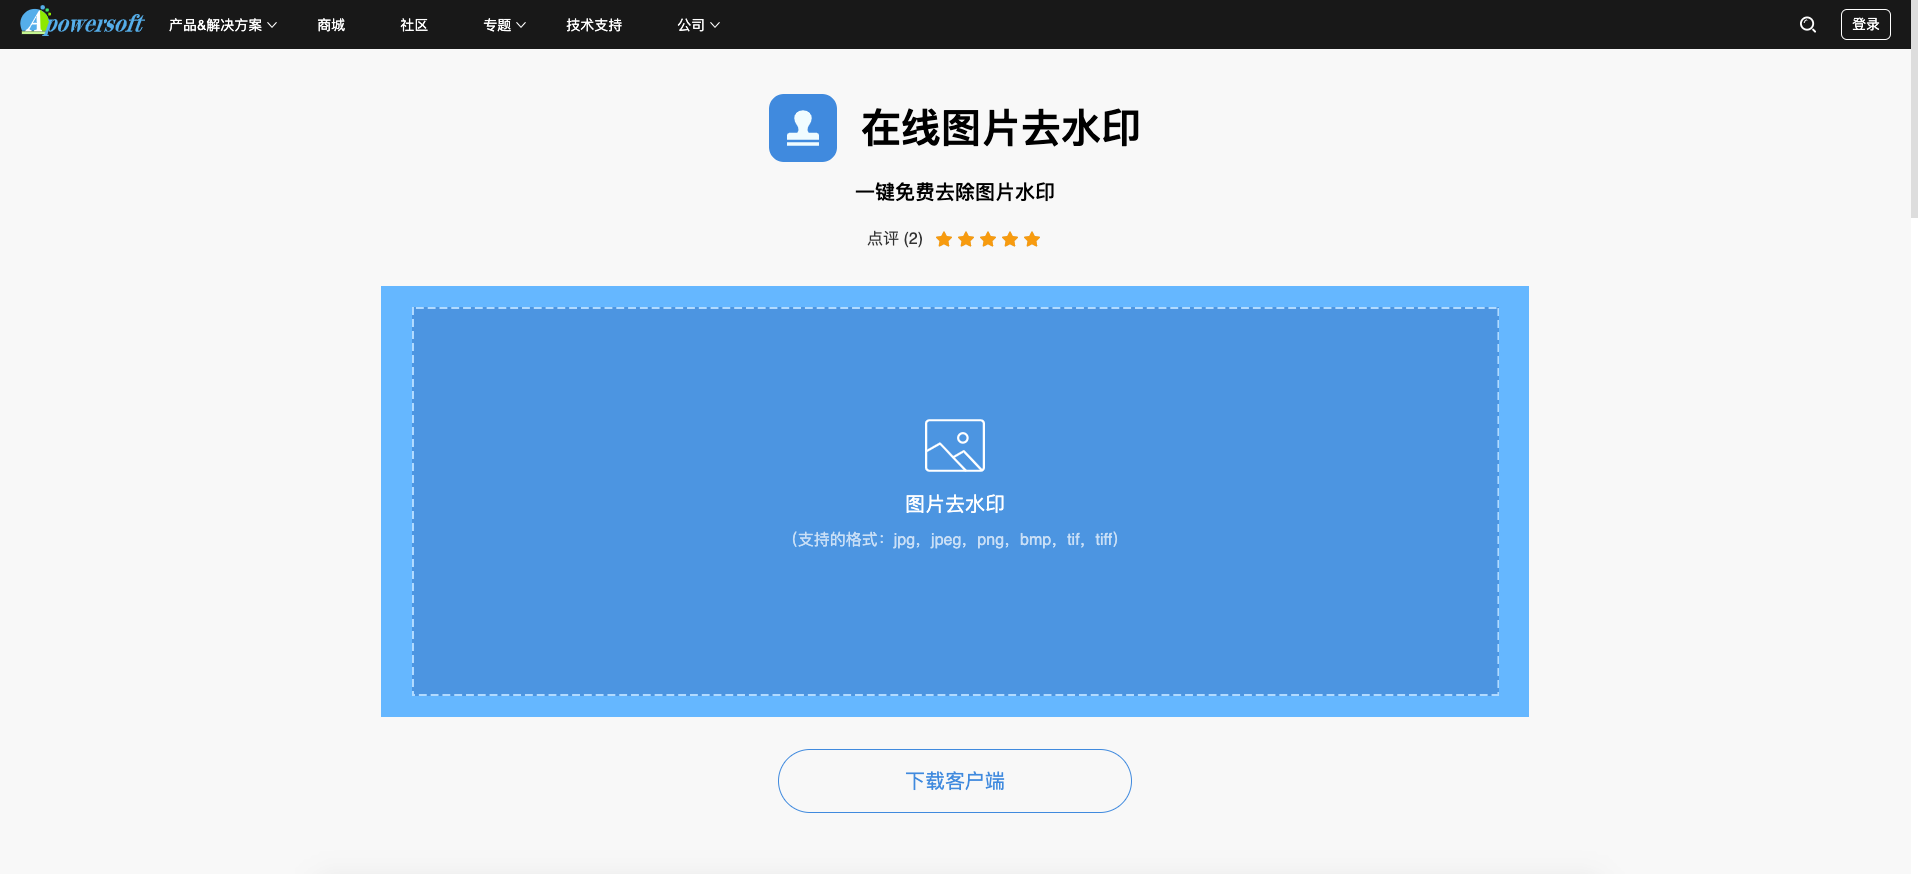 Apowersoft 产品&解决方案 商城 社区 专题 技术支持 公司 登录
在线图片去水印
一键免费去除图片水印
点评 (2)
图片去水印
(支持的格式：jpg，jpeg，png，bmp，tif，tiff)
下载客户端